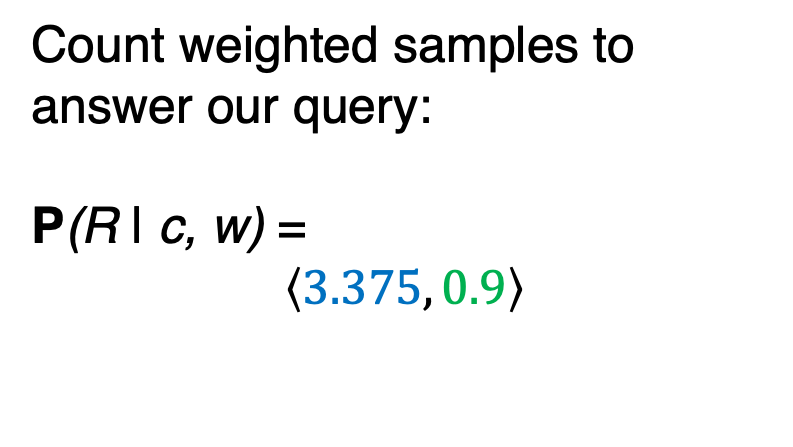 Count weighted samples to
answer our query:
P(R | c, w) =
⟨3.375, 0.9⟩